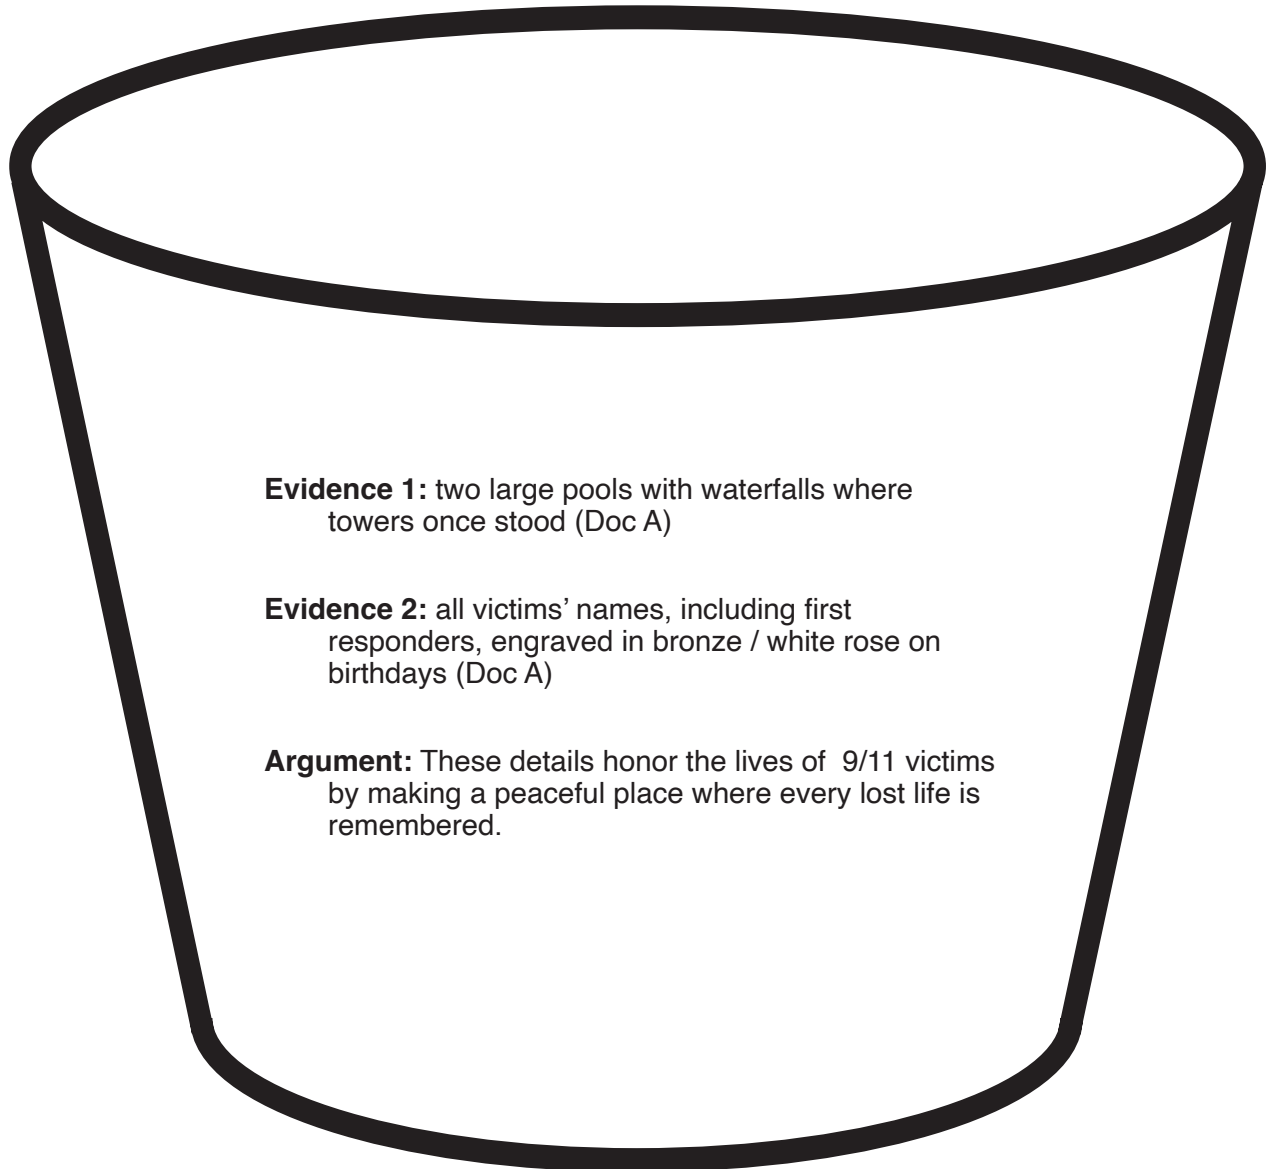 Evidence 1: two large pools with waterfalls where
towers once stood (Doc A)
Evidence 2: all victims’ names, including first
responders, engraved in bronze / white rose on
birthdays (Doc A)
Argument: These details honor the lives of  9/11 victims
by making a peaceful place where every lost life is
remembered.